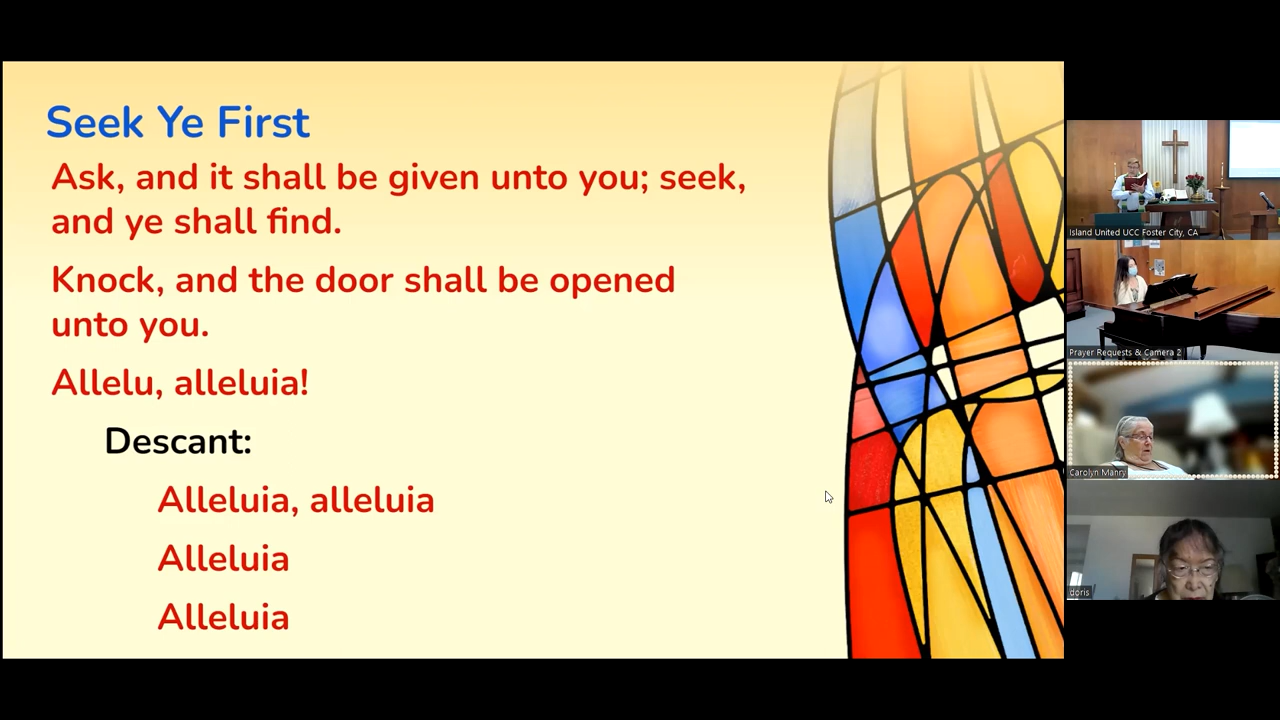 Seek Ye First
Ask, and it shall be given unto you; seek,
and ye shall find.
Knock, and the door shall be opened
unto you.
Allelu, alleluia!
Descant:
Alleluia, alleluia
Alleluia
Alleluia
Island United UCC Foster City, CA
Prayer Requests & Camera 2
Carolyn Manry
doris